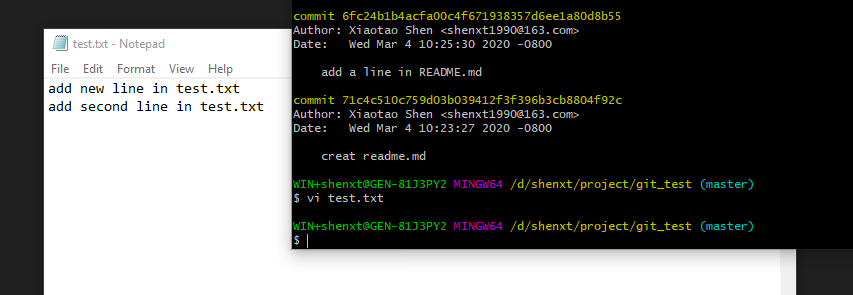 test.txt - Notepad
File Edit Format View Help
add new line in test.txt
add second line in test.txt
commit 6fc24b1b4acfa00c4f671938357d6ee1a80d8b55
Author: Xiaotao Shen <shenxt1990@163.com>
Date:   Wed Mar 4 10:25:30 2020 -0800
add a line in README.md
commit 71c4c510c759d03b039412f3f396b3cb8804f92c
Author: Xiaotao Shen <shenxt1990@163.com>
Date:   Wed Mar 4 10:23:27 2020 -0800
creat readme.md
WIN+shenxt@GEN-81J3PY2 MINGW64 /d/shenxt/project/git_test (master)
$ vi test.txt
WIN+shenxt@GEN-81J3PY2 MINGW64 /d/shenxt/project/git_test (master)
$